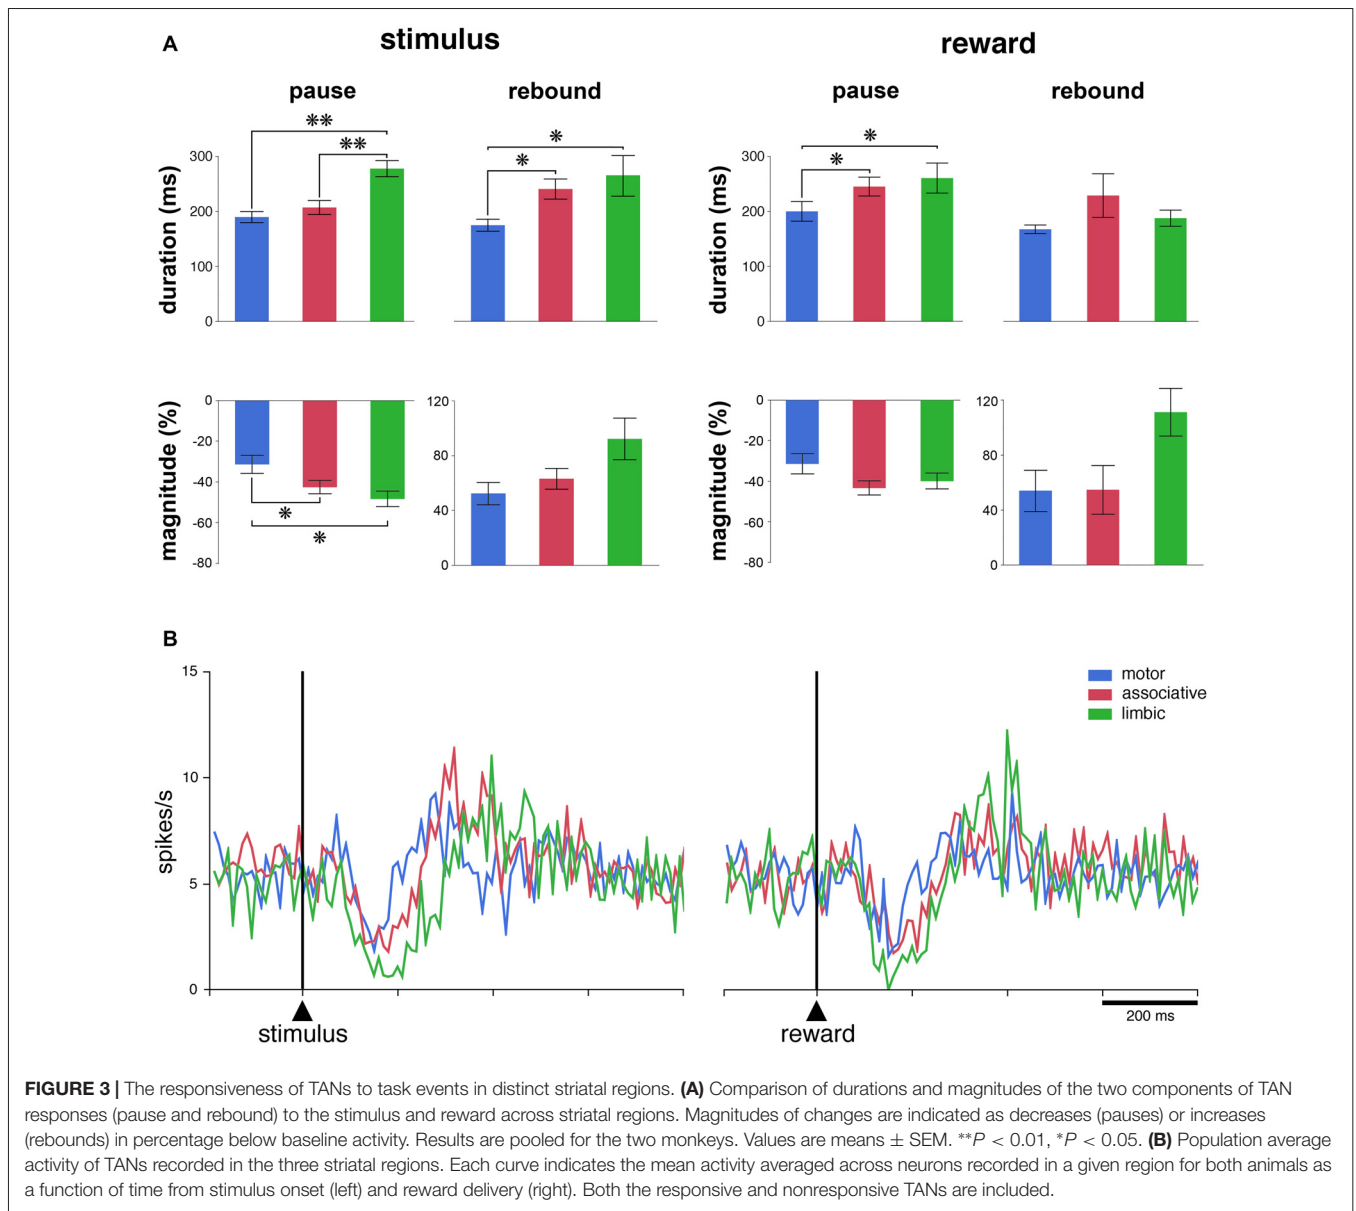 A
stimulus
reward
pause
rebound
pause
rebound
** 
**
*
*
*
*
duration (ms)
300
200
100
0
duration (ms)
300
200
100
0
magnitude (%)
0
-20
-40
-60
-80
*
*
120
80
40
0
magnitude (%)
0
-20
-40
-60
-80
120
80
40
0
B
15
10
5
0
spikes/s
motor
associative
limbic
stimulus
reward
200 ms
FIGURE 3 | The responsiveness of TANs to task events in distinct striatal regions. (A) Comparison of durations and magnitudes of the two components of TAN
responses (pause and rebound) to the stimulus and reward across striatal regions. Magnitudes of changes are indicated as decreases (pauses) or increases
(rebounds) in percentage below baseline activity. Results are pooled for the two monkeys. Values are means ± SEM. **P < 0.01, *P < 0.05. (B) Population average
activity of TANs recorded in the three striatal regions. Each curve indicates the mean activity averaged across neurons recorded in a given region for both animals as
a function of time from stimulus onset (left) and reward delivery (right). Both the responsive and nonresponsive TANs are included.